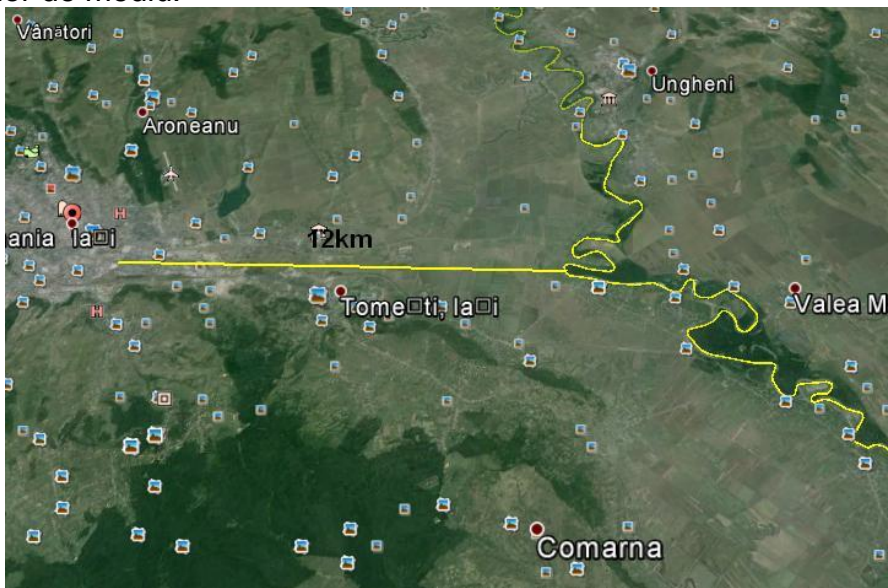 Vânători
Ungheni
Aroneanu
ania Ia□i
12km
Tome□ti, Ia□i
Valea M
Comarna